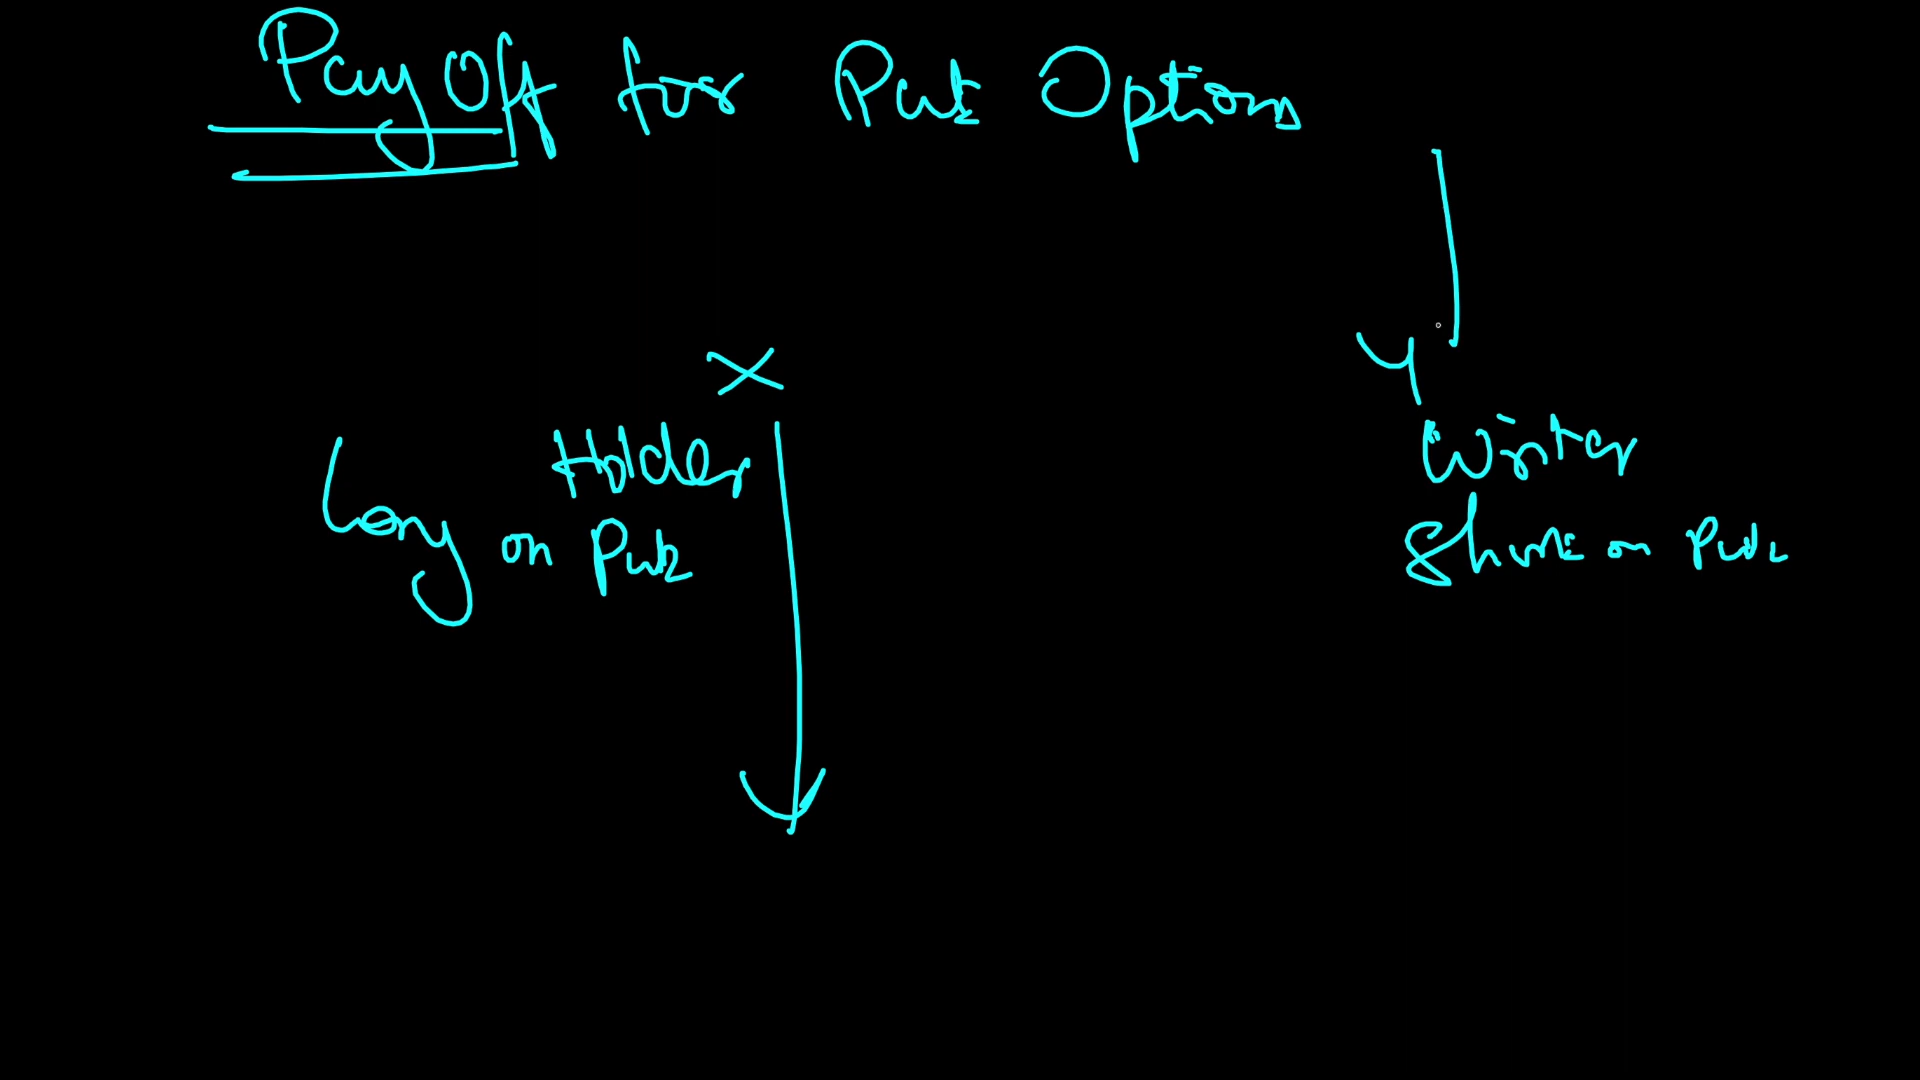 Pay Off for Put Options
X
Y
Holder
Writer
Long on Put
Short on Put